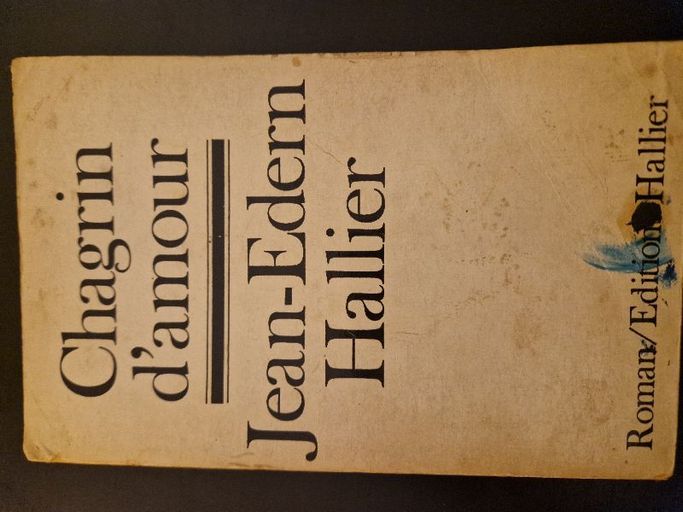 Chagrin
d'amour
Jean-Edern
Hallier
Roman/Edition Hallier